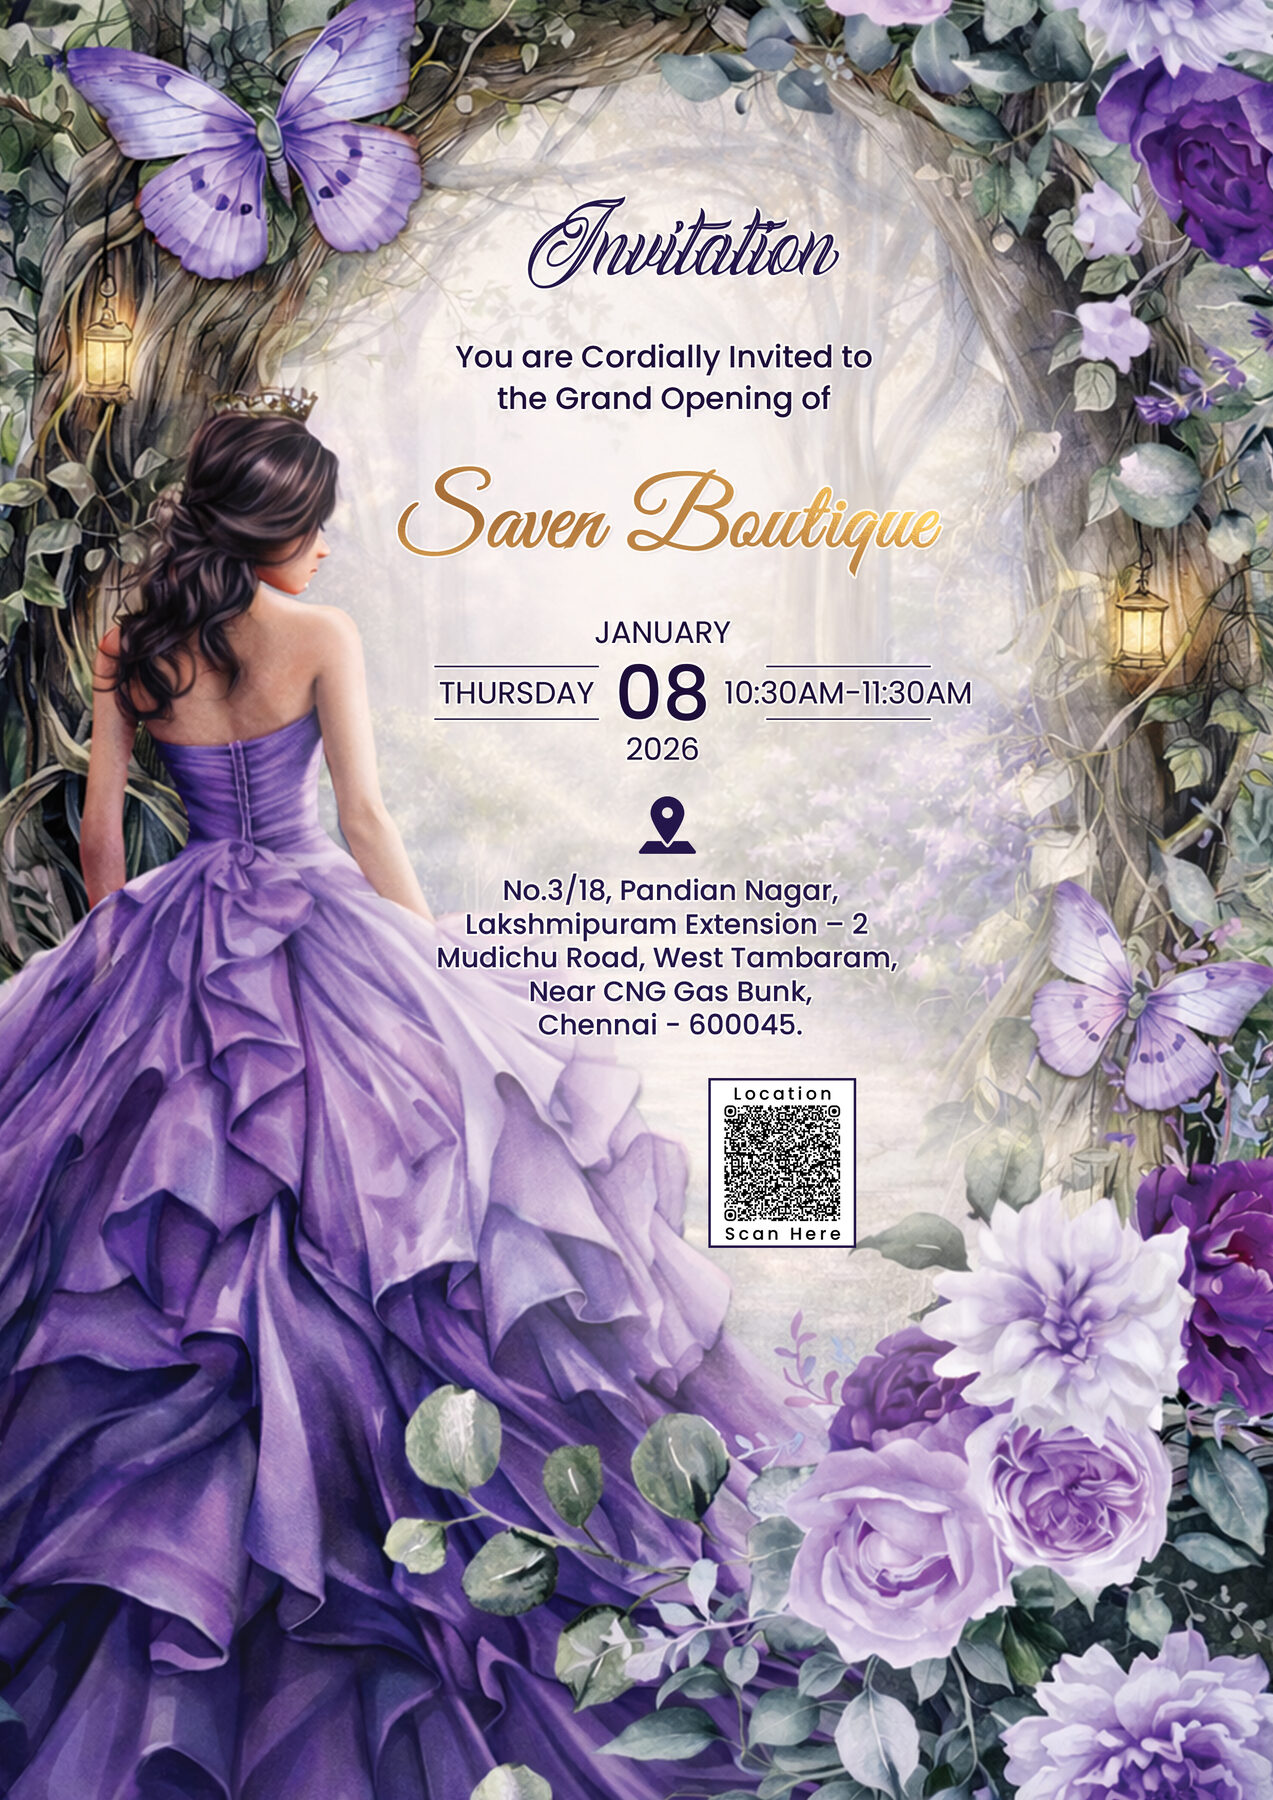 Invitation
You are Cordially Invited to
the Grand Opening of
Saven Boutique
JANUARY
THURSDAY 08 10:30AM-11:30AM
2026
No.3/18, Pandian Nagar,
Lakshmipuram Extension – 2
Mudichu Road, West Tambaram,
Near CNG Gas Bunk,
Chennai - 600045.
Location
Scan Here